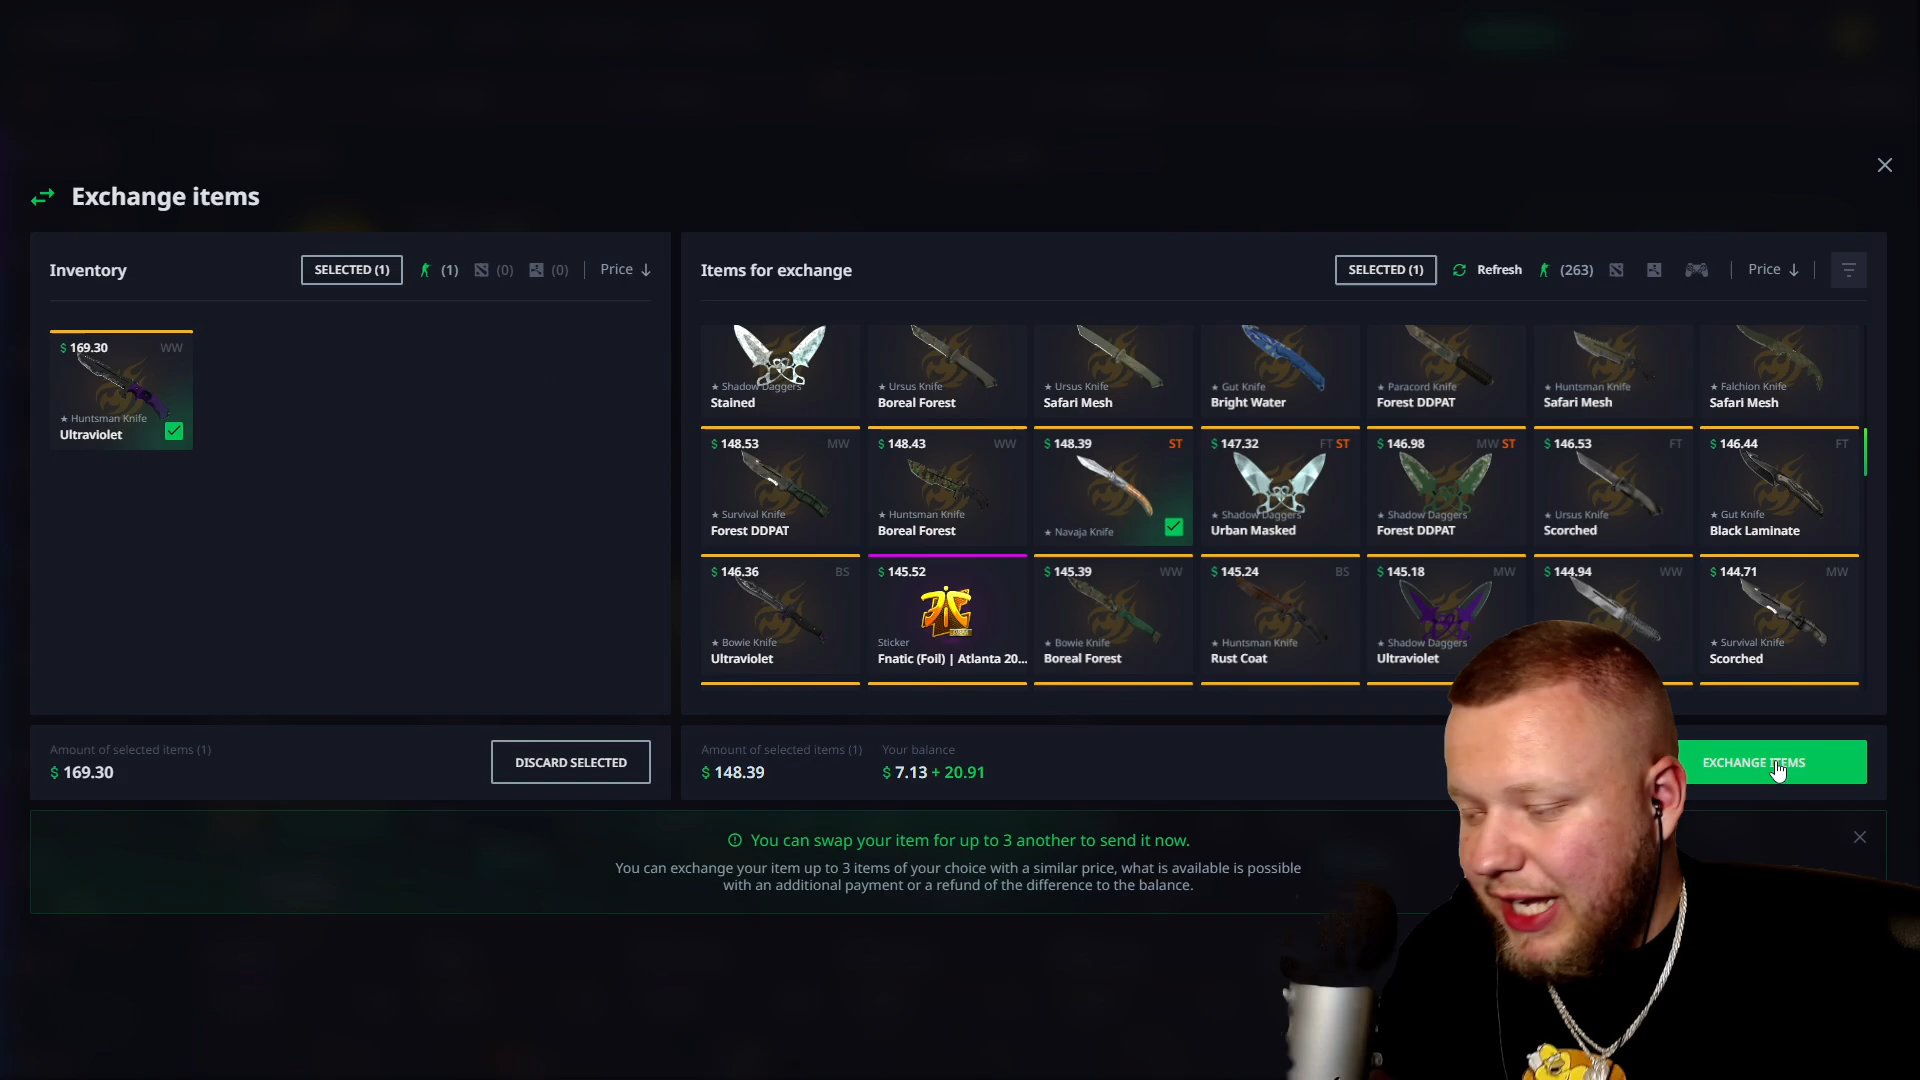 Exchange items
Inventory
SELECTED (1)
(1)
(0)
(0)
Price
$ 169.30 WW
★ Huntsman Knife
Ultraviolet
Amount of selected items (1)
$ 169.30
DISCARD SELECTED
Items for exchange
SELECTED (1)
Refresh
(263)
Price
★ Shadow Daggers
Stained
★ Ursus Knife
Boreal Forest
★ Ursus Knife
Safari Mesh
★ Gut Knife
Bright Water
★ Paracord Knife
Forest DDPAT
★ Huntsman Knife
Safari Mesh
★ Falchion Knife
Safari Mesh
$ 148.53 MW
★ Survival Knife
Forest DDPAT
$ 148.43 WW
★ Huntsman Knife
Boreal Forest
$ 148.39 ST
★ Navaja Knife
$ 147.32 FT ST
★ Shadow Daggers
Urban Masked
$ 146.98 MW ST
★ Shadow Daggers
Forest DDPAT
$ 146.53 FT
★ Ursus Knife
Scorched
$ 146.44 FT
★ Gut Knife
Black Laminate
$ 146.36 BS
★ Bowie Knife
Ultraviolet
$ 145.52
Sticker
Fnatic (Foil) | Atlanta 20...
$ 145.39 WW
★ Bowie Knife
Boreal Forest
$ 145.24 BS
★ Huntsman Knife
Rust Coat
$ 145.18 MW
★ Shadow Daggers
Ultraviolet
$ 144.94 WW
$ 144.71 MW
★ Survival Knife
Scorched
Amount of selected items (1)
$ 148.39
Your balance
$ 7.13 + 20.91
EXCHANGE ITEMS
You can swap your item for up to 3 another to send it now.
You can exchange your item up to 3 items of your choice with a similar price, what is available is possible
with an additional payment or a refund of the difference to the balance.